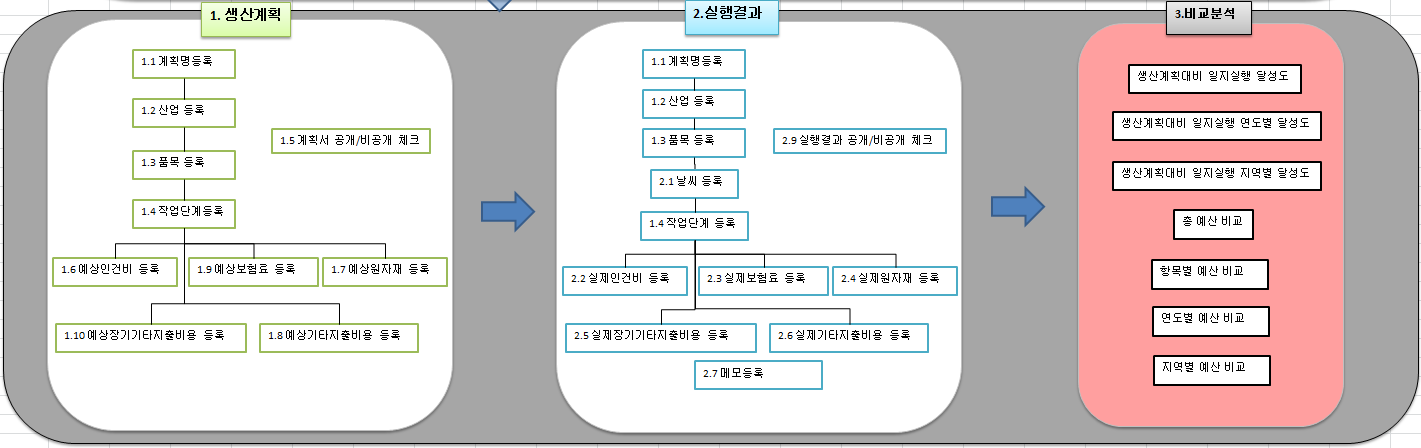 1. 생산계획
1.1 계획명등록
1.2 산업 등록
1.3 품목 등록
1.4 작업단계등록
1.5 계획서 공개/비공개 체크
1.6 예상인건비 등록
1.9 예상보험료 등록
1.7 예상원자재 등록
1.10 예상장기기타지출비용 등록
1.8 예상기타지출비용 등록
2.실행결과
1.1 계획명등록
1.2 산업 등록
1.3 품목 등록
2.1 날씨 등록
1.4 작업단계 등록
2.9 실행결과 공개/비공개 체크
2.2 실제인건비 등록
2.3 실제보험료 등록
2.4 실제원자재 등록
2.5 실제장기기타지출비용 등록
2.6 실제기타지출비용 등록
2.7 메모등록
3.비교분석
생산계획대비 일지실행 달성도
생산계획대비 일지실행 연도별 달성도
생산계획대비 일지실행 지역별 달성도
총 예산 비교
항목별 예산 비교
연도별 예산 비교
지역별 예산 비교